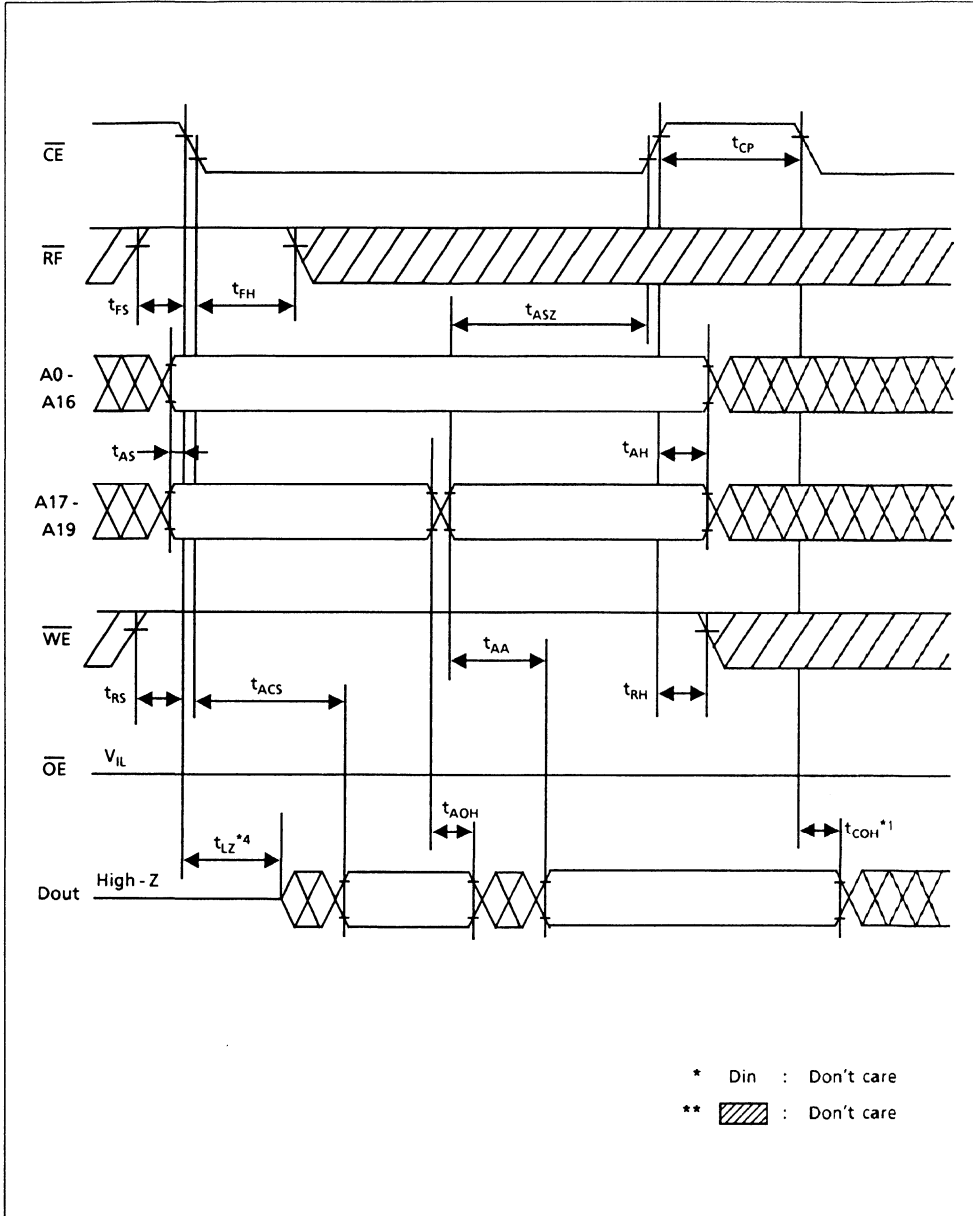 CE
tCP
RF
tFS
tFH
tASZ
A0 -
A16
tAS
tAH
A17 -
A19
WE
tRS
tACS
tAA
tRH
OE VIL
tLZ*4
tAOH
tCOH*1
Dout High - Z
* Din : Don't care
** : Don't care